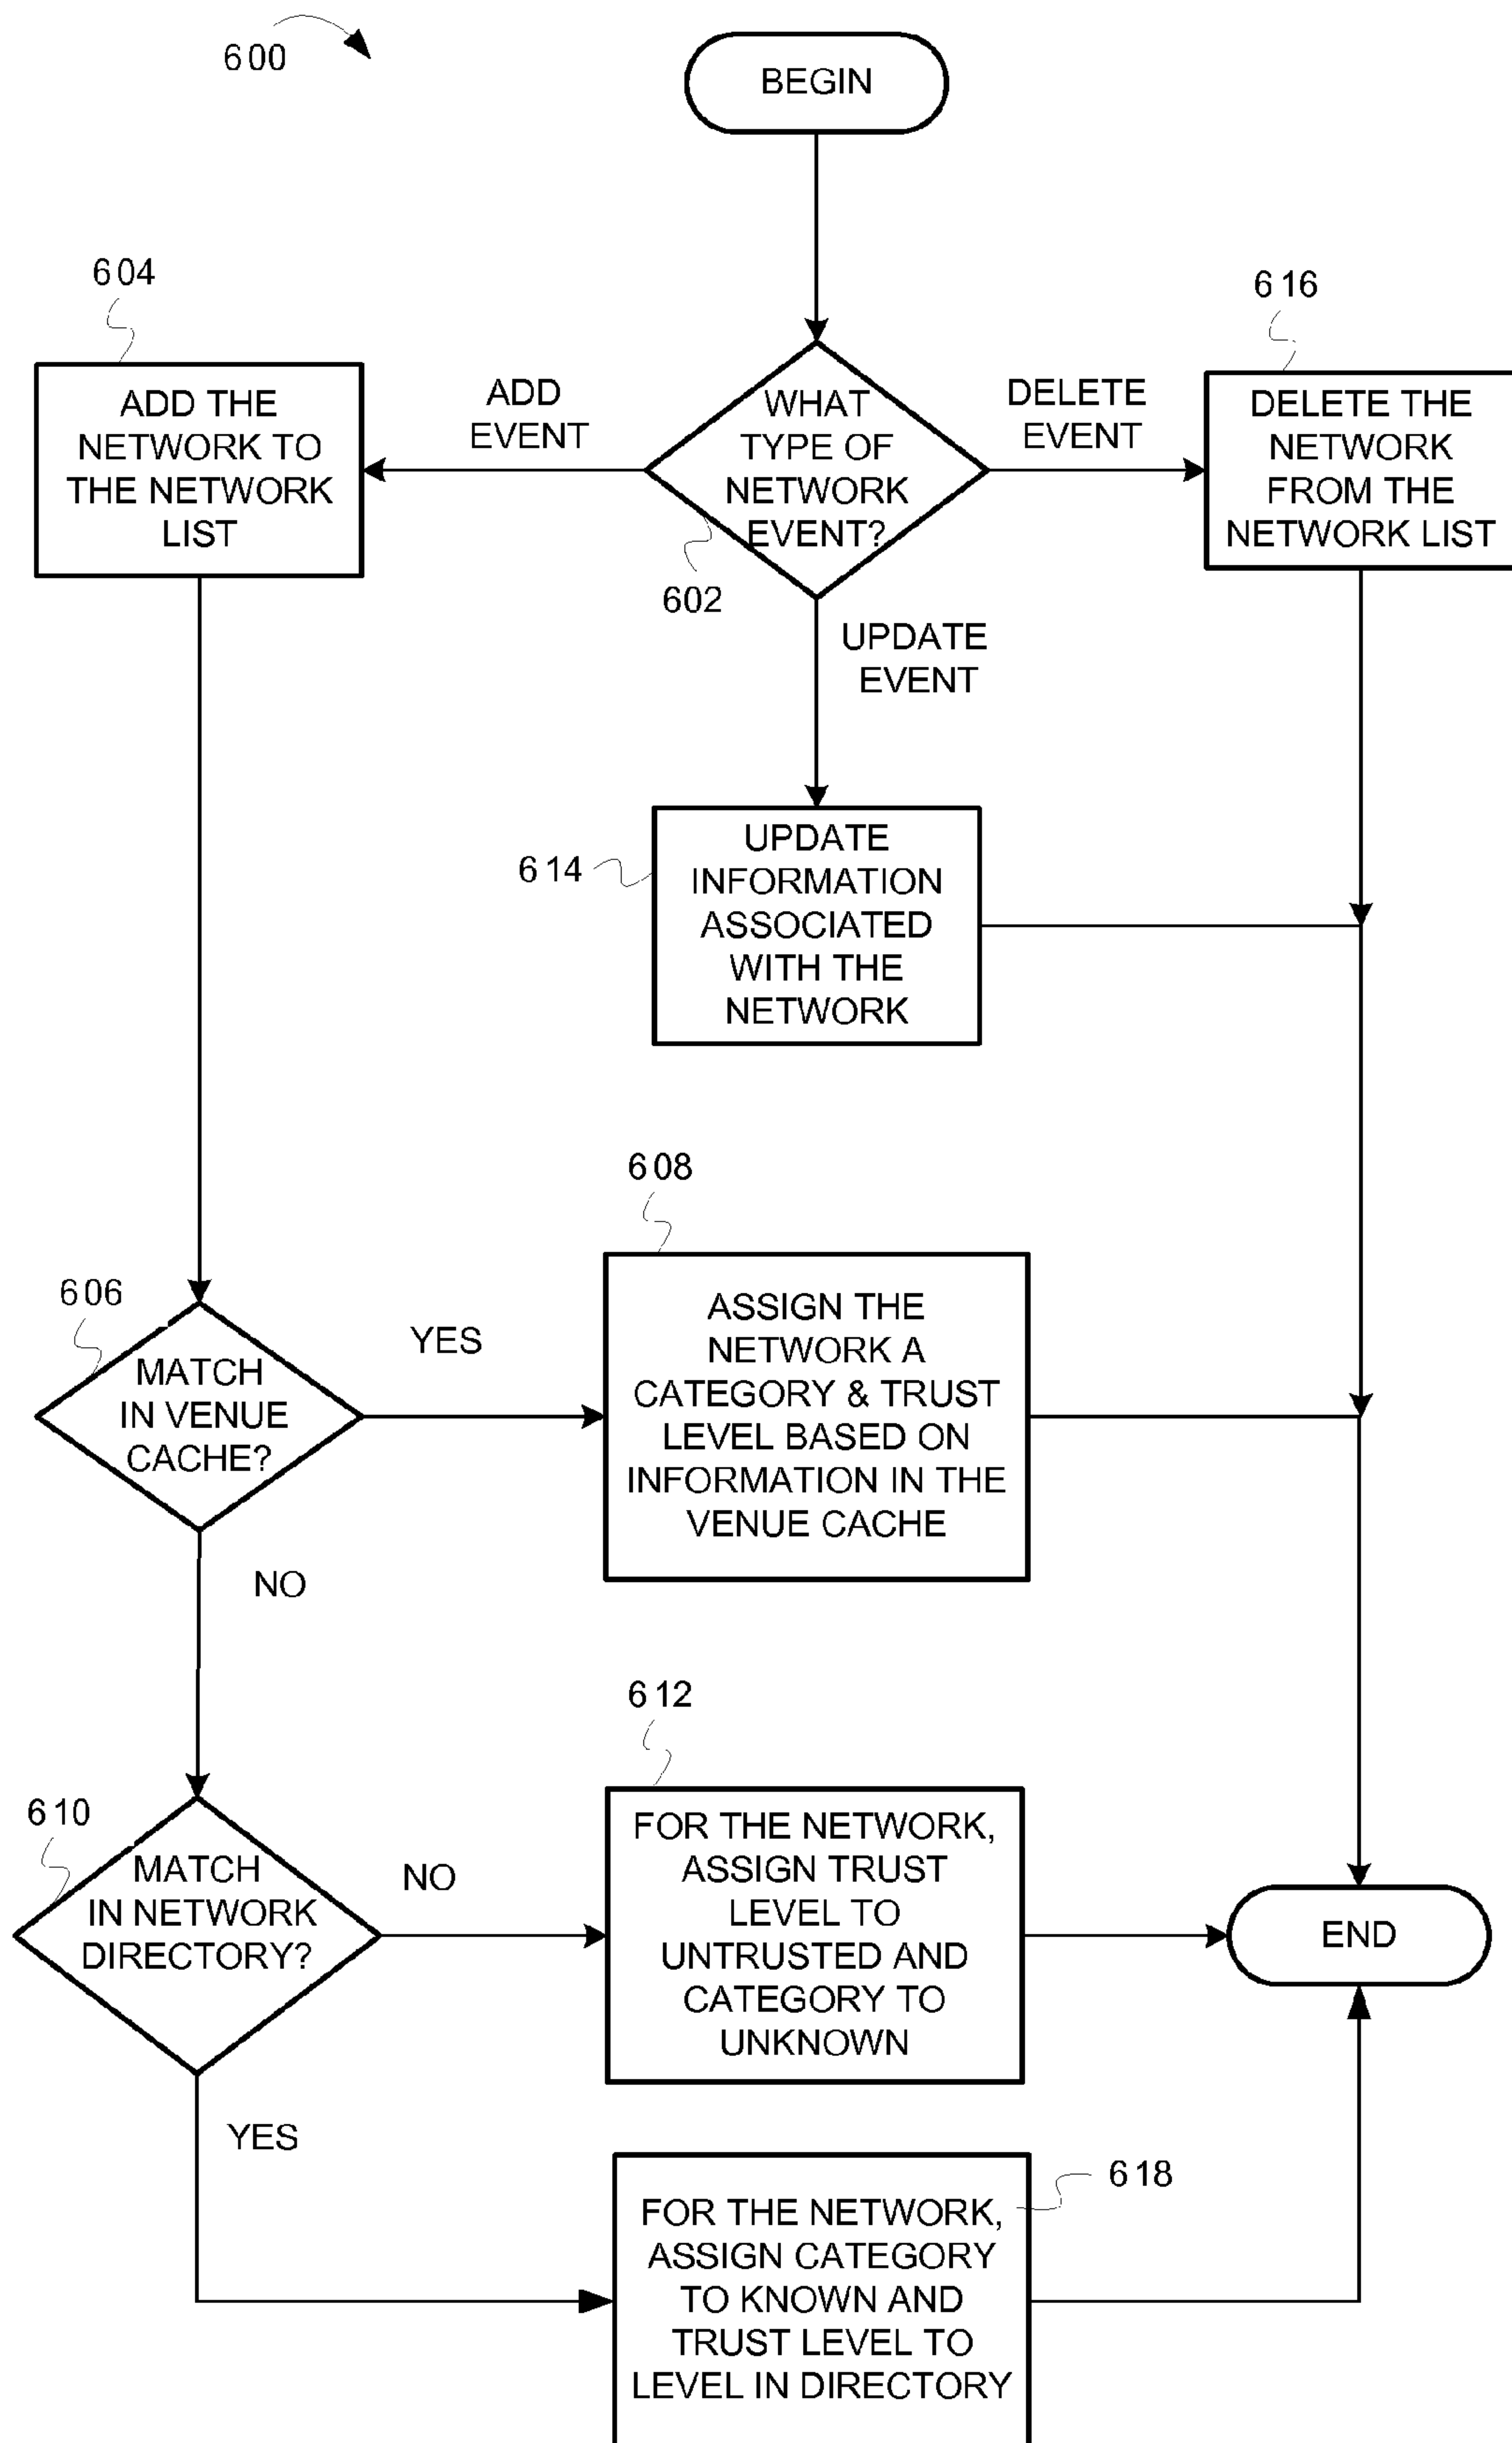 600
BEGIN
604
616
ADD THE
NETWORK TO
THE NETWORK
LIST
ADD
EVENT
WHAT
TYPE OF
NETWORK
EVENT?
602
DELETE
EVENT
DELETE THE
NETWORK
FROM THE
NETWORK LIST
UPDATE
EVENT
614
UPDATE
INFORMATION
ASSOCIATED
WITH THE
NETWORK
608
606
MATCH
IN VENUE
CACHE?
YES
ASSIGN THE
NETWORK A
CATEGORY & TRUST
LEVEL BASED ON
INFORMATION IN THE
VENUE CACHE
NO
612
610
MATCH
IN NETWORK
DIRECTORY?
NO
FOR THE NETWORK,
ASSIGN TRUST
LEVEL TO
UNTRUSTED AND
CATEGORY TO
UNKNOWN
END
YES
618
FOR THE NETWORK,
ASSIGN CATEGORY
TO KNOWN AND
TRUST LEVEL TO
LEVEL IN DIRECTORY